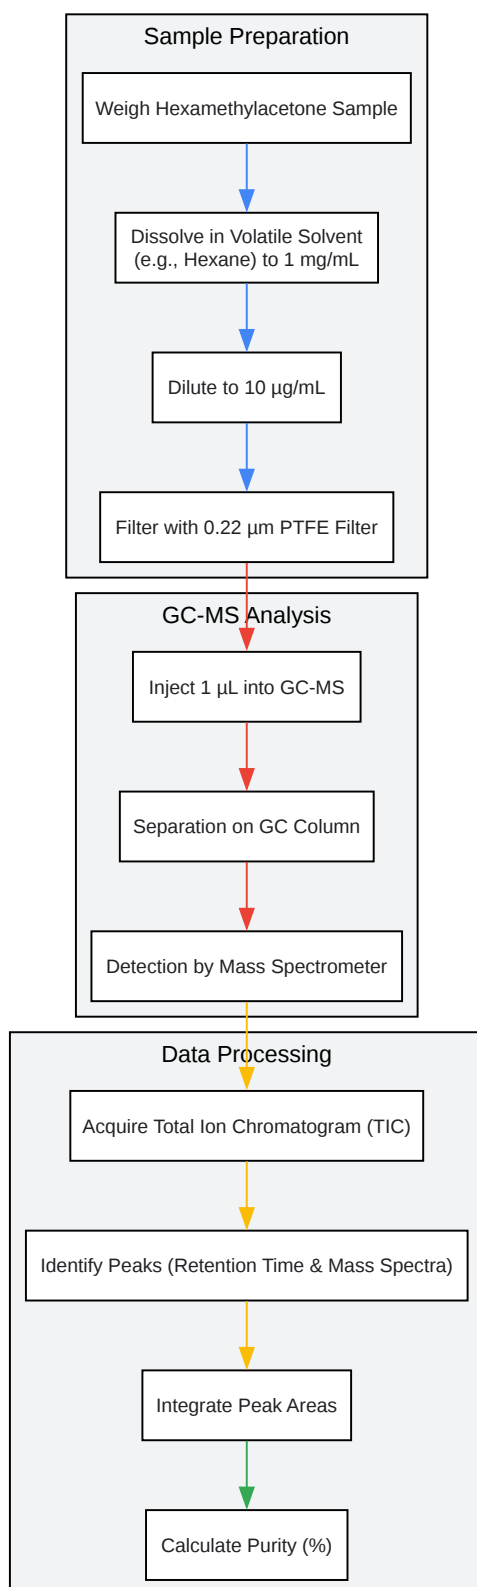 Sample Preparation
Weigh Hexamethylacetone Sample
Dissolve in Volatile Solvent
(e.g., Hexane) to 1 mg/mL
Dilute to 10 µg/mL
Filter with 0.22 µm PTFE Filter
GC-MS Analysis
Inject 1 µL into GC-MS
Separation on GC Column
Detection by Mass Spectrometer
Data Processing
Acquire Total Ion Chromatogram (TIC)
Identify Peaks (Retention Time & Mass Spectra)
Integrate Peak Areas
Calculate Purity (%)